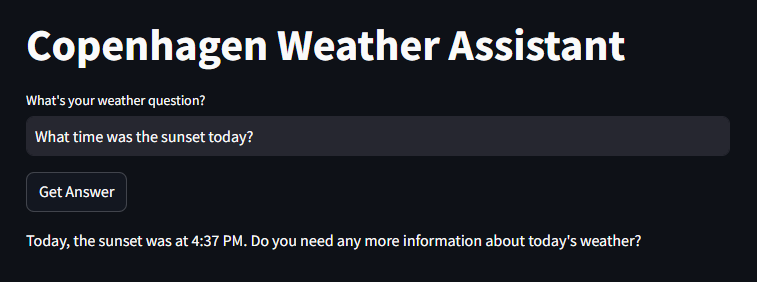 Copenhagen Weather Assistant
What's your weather question?
What time was the sunset today?
Get Answer
Today, the sunset was at 4:37 PM. Do you need any more information about today's weather?